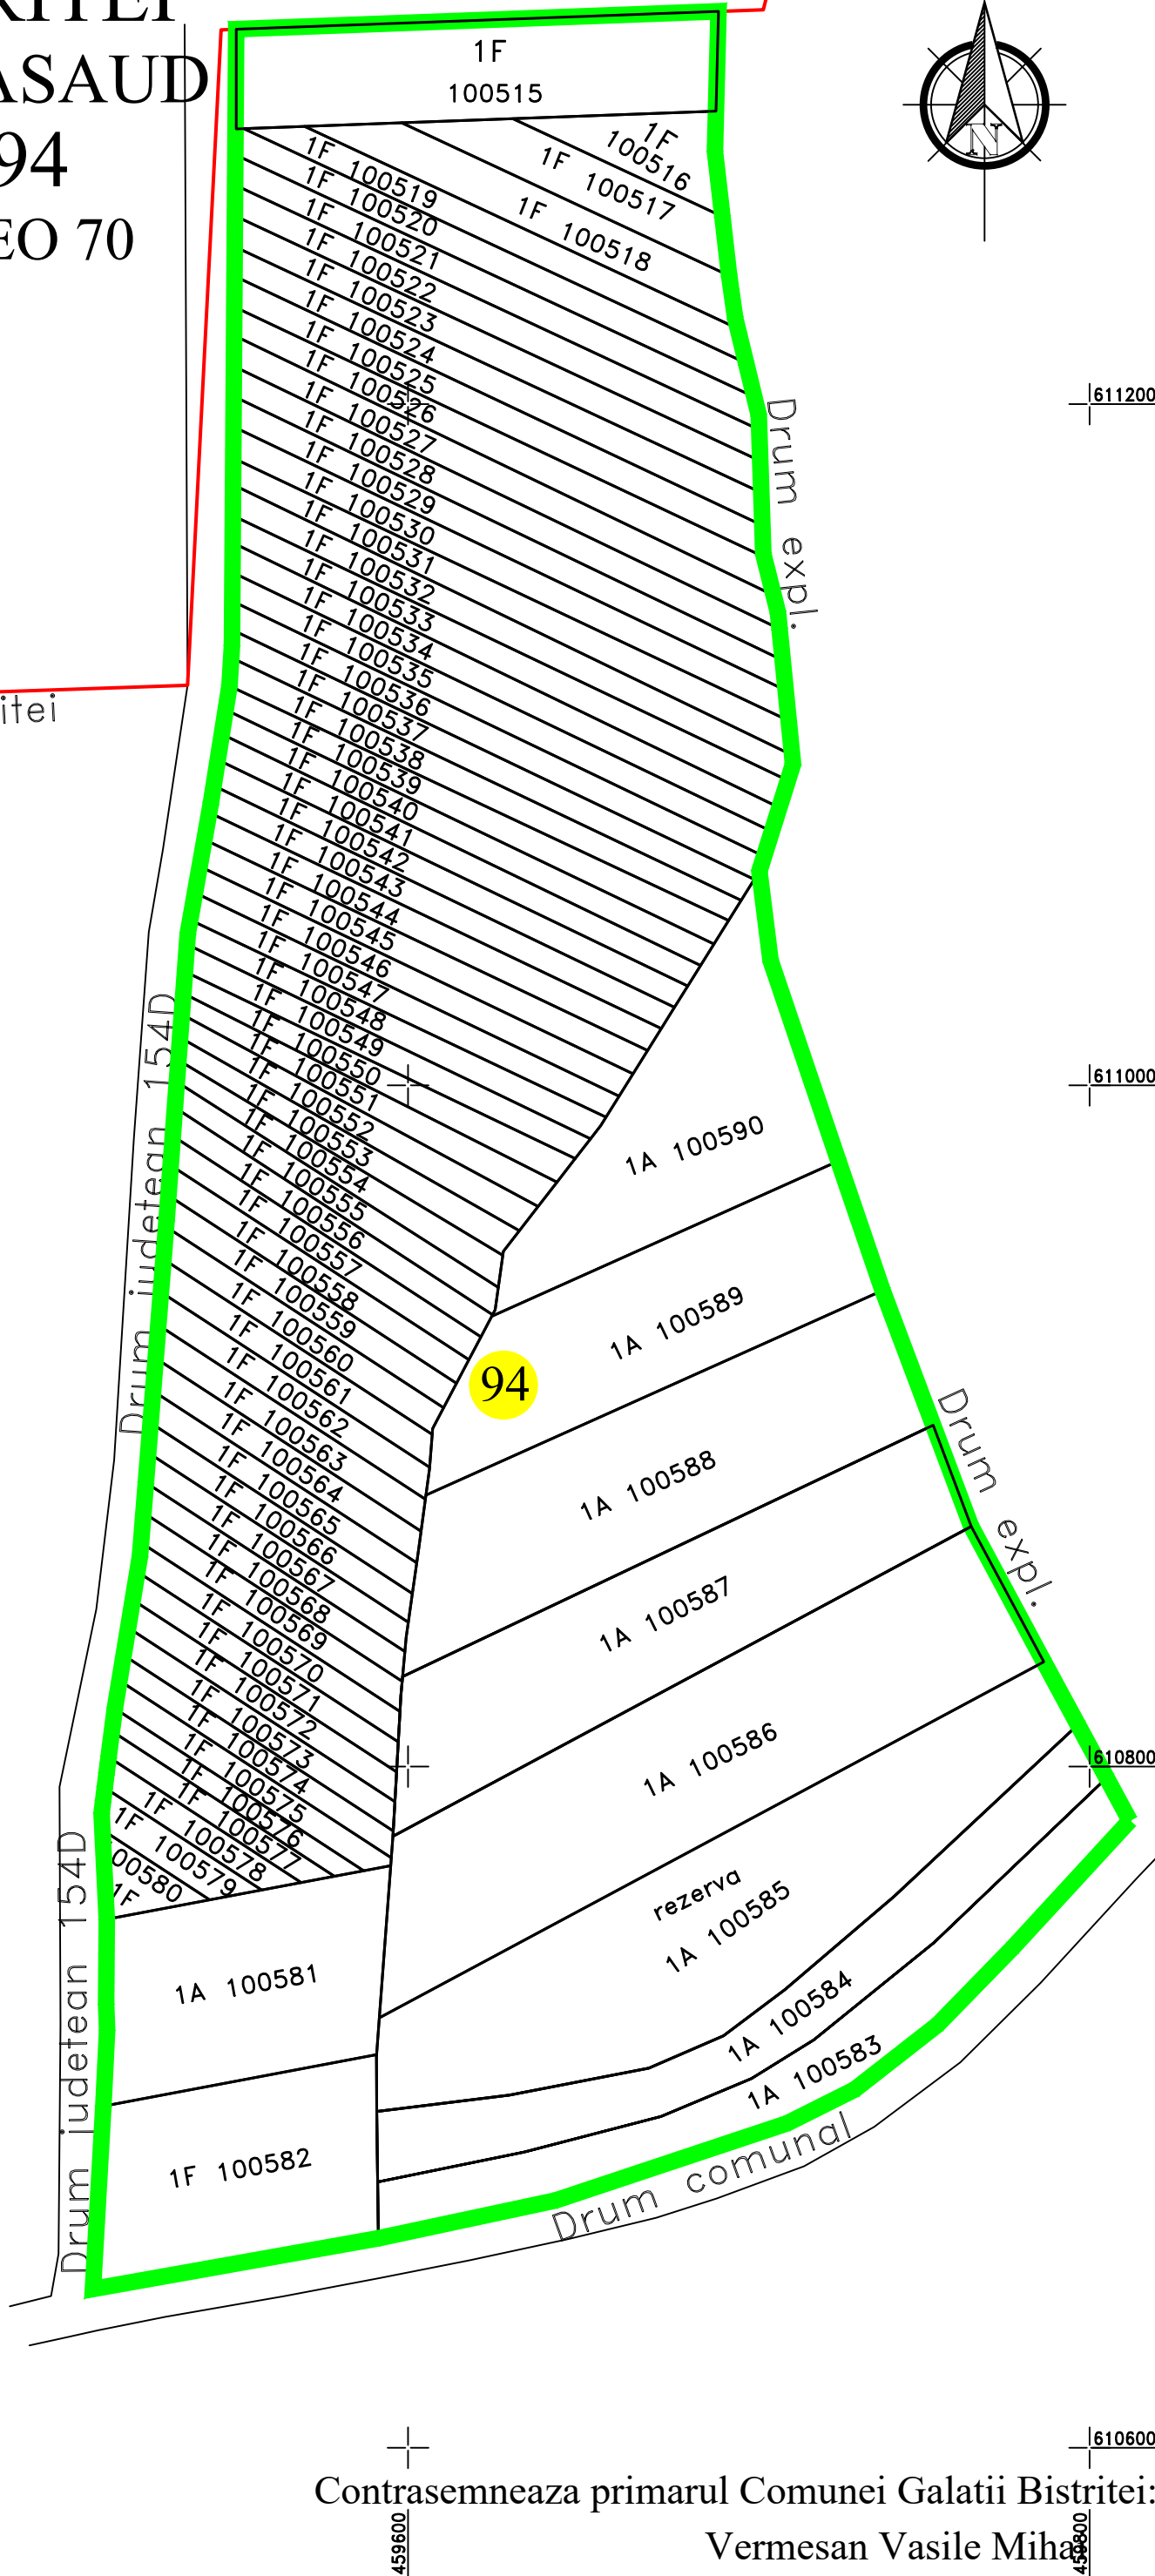 ASAUD
94
EO 70
N
1F
100515
1F
100516
1F 100517
1F 100518
1F 100519
1F 100520
1F 100521
1F 100522
1F 100523
1F 100524
1F 100525
1F 100526
1F 100527
1F 100528
1F 100529
1F 100530
1F 100531
1F 100532
1F 100533
1F 100534
1F 100535
1F 100536
1F 100537
1F 100538
1F 100539
1F 100540
1F 100541
1F 100542
1F 100543
1F 100544
1F 100545
1F 100546
1F 100547
1F 100548
1F 100549
1F 100550
1F 100551
1F 100552
1F 100553
1F 100554
1F 100555
1F 100556
1F 100557
1F 100558
1F 100559
1F 100560
1F 100561
1F 100562
1F 100563
1F 100564
1F 100565
1F 100566
1F 100567
1F 100568
1F 100569
1F 100570
1F 100571
1F 100572
1F 100573
1F 100574
1F 100575
1F 100576
1F 100577
1F 100578
1F 100579
00580
1F
1A 100581
1F 100582
1A 100590
1A 100589
94
1A 100588
1A 100587
1A 100586
rezerva
1A 100585
1A 100584
1A 100583
Drum expl.
Drum expl.
Drum judetean 154D
Drum judetean 154D
Drum comunal
itei
611200
611000
610800
610600
Contrasemneaza primarul Comunei Galatii Bistritei:
Vermesan Vasile Mihai
459600
459800